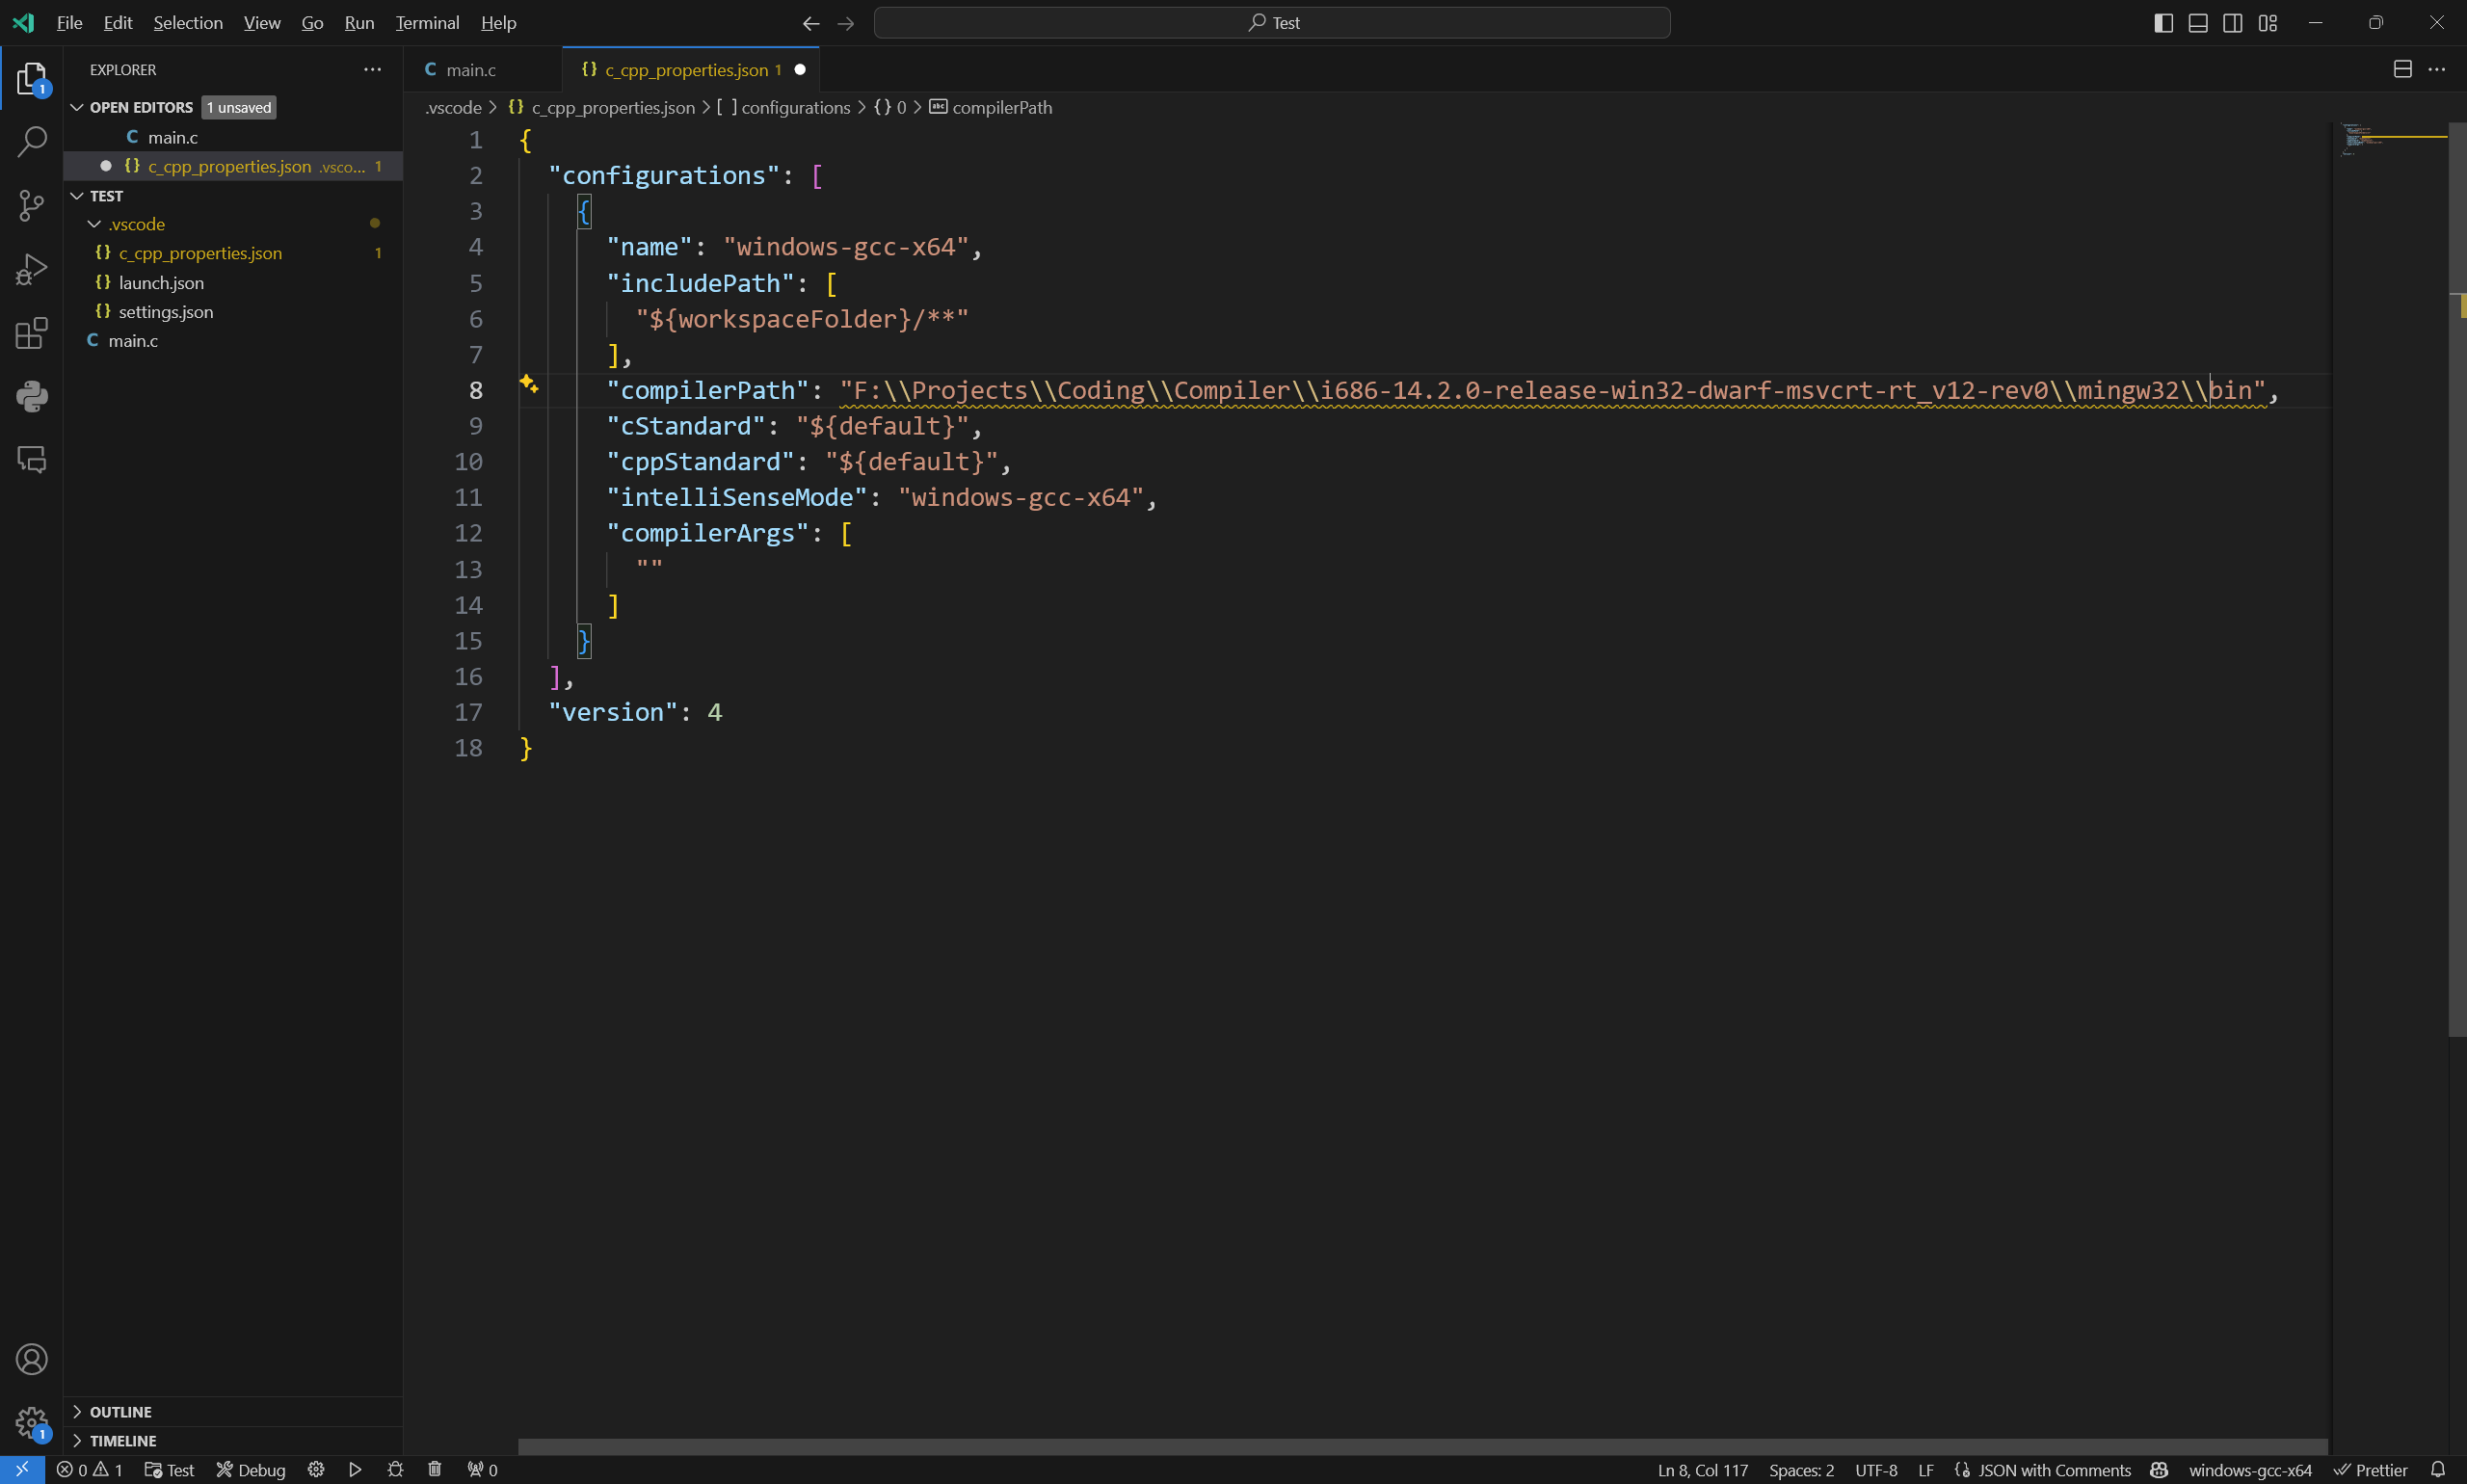 File Edit Selection View Go Run Terminal Help
Test
EXPLORER
main.c
c_cpp_properties.json 1
OPEN EDITORS 1 unsaved
main.c
c_cpp_properties.json .vsco... 1
TEST
.vscode
c_cpp_properties.json 1
launch.json
settings.json
main.c
.vscode > {} c_cpp_properties.json > [ ] configurations > {} 0 > abc compilerPath
1 {
2 "configurations": [
3 {
4 "name": "windows-gcc-x64",
5 "includePath": [
6 "${workspaceFolder}/**"
7 ],
8 "compilerPath": "F:\\Projects\\Coding\\Compiler\\i686-14.2.0-release-win32-dwarf-msvcrt-rt_v12-rev0\\mingw32\\bin",
9 "cStandard": "${default}",
10 "cppStandard": "${default}",
11 "intelliSenseMode": "windows-gcc-x64",
12 "compilerArgs": [
13 ""
14 ]
15 }
16 ],
17 "version": 4
18 }
1
OUTLINE
1
TIMELINE
0 1 Test Debug 0 Ln 8, Col 117 Spaces: 2 UTF-8 LF {} JSON with Comments windows-gcc-x64 Prettier